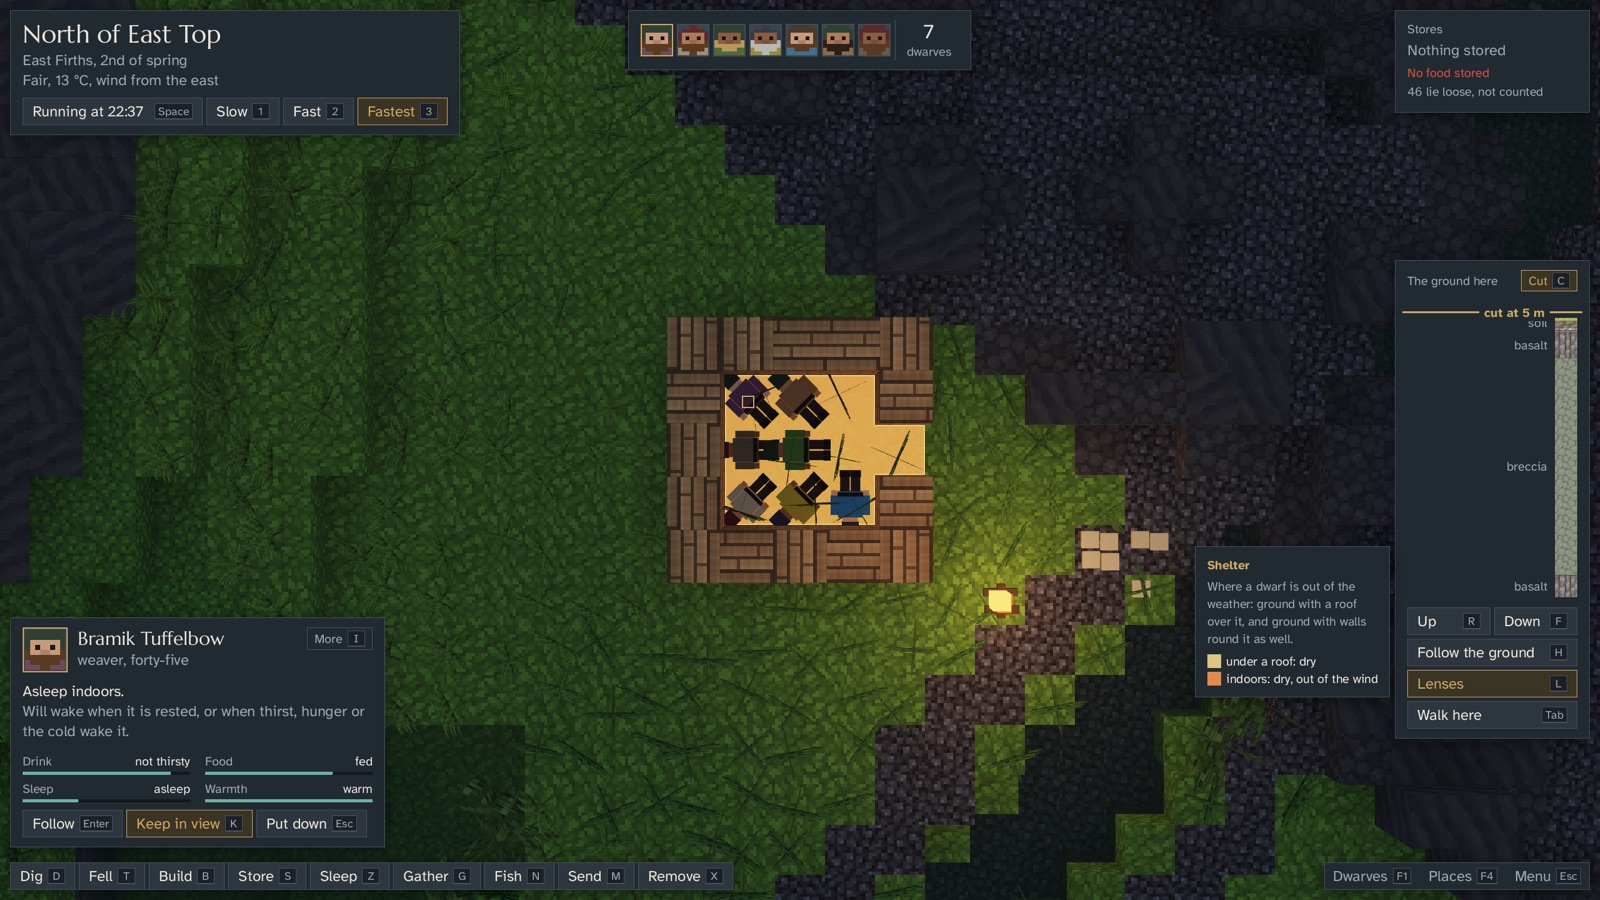 North of East Top
East Firths, 2nd of spring
Fair, 13 °C, wind from the east
Running at 22:37 Space Slow 1 Fast 2 Fastest 3
7
dwarves
Stores
Nothing stored
No food stored
46 lie loose, not counted
The ground here Cut C
cut at 5 m
soil
basalt
breccia
basalt
Up R Down F
Follow the ground H
Lenses L
Walk here Tab
Shelter
Where a dwarf is out of the
weather: ground with a roof
over it, and ground with walls
round it as well.
under a roof: dry
indoors: dry, out of the wind
Bramik Tuffelbow More I
weaver, forty-five
Asleep indoors.
Will wake when it is rested, or when thirst, hunger or
the cold wake it.
Drink not thirsty Food fed
Sleep asleep Warmth warm
Follow Enter Keep in view K Put down Esc
Dig D Fell T Build B Store S Sleep Z Gather G Fish N Send M Remove X
Dwarves F1 Places F4 Menu Esc